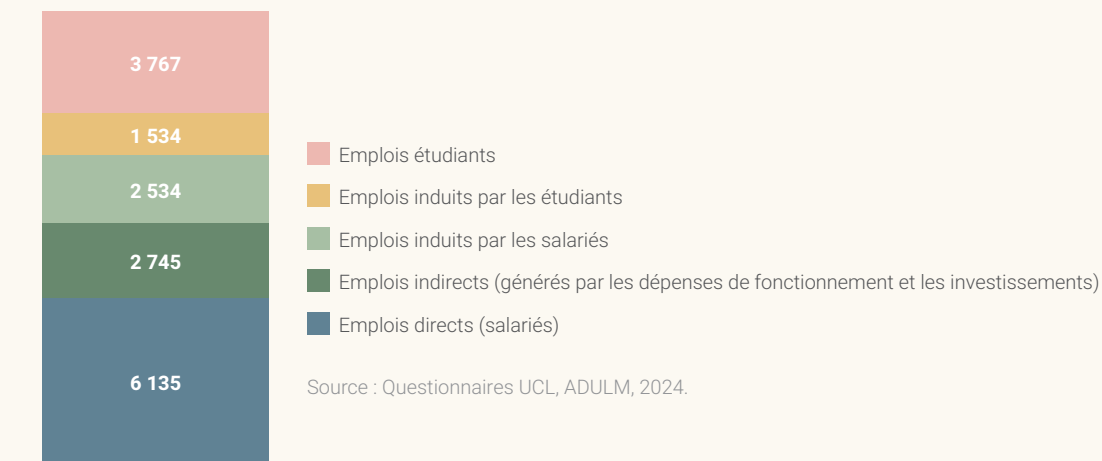 3 767
1 534
2 534
2 745
6 135
Emplois étudiants
Emplois induits par les étudiants
Emplois induits par les salariés
Emplois indirects (générés par les dépenses de fonctionnement et les investissements)
Emplois directs (salariés)
Source : Questionnaires UCL, ADULM, 2024.